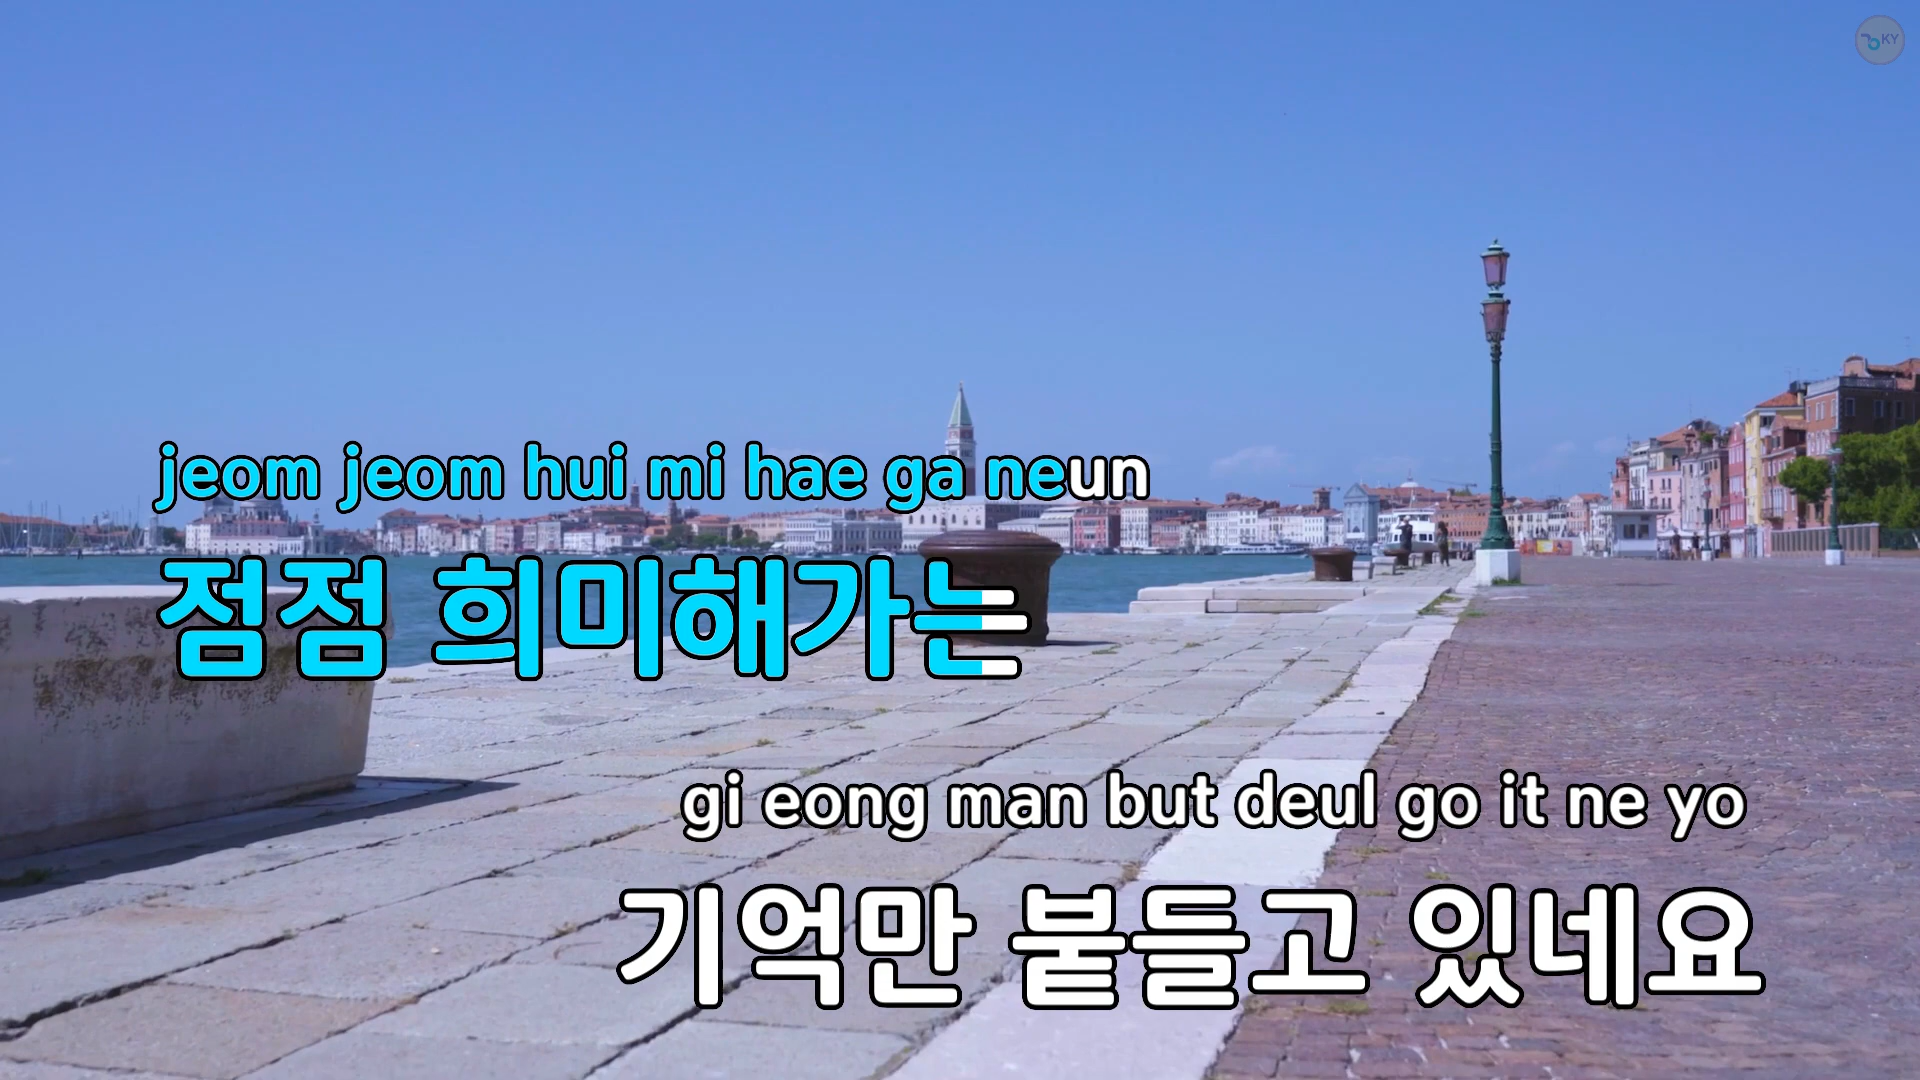 KY
jeom jeom hui mi hae ga neun
점점 희미해가는
gi eong man but deul go it ne yo
기억만 붙들고 있네요